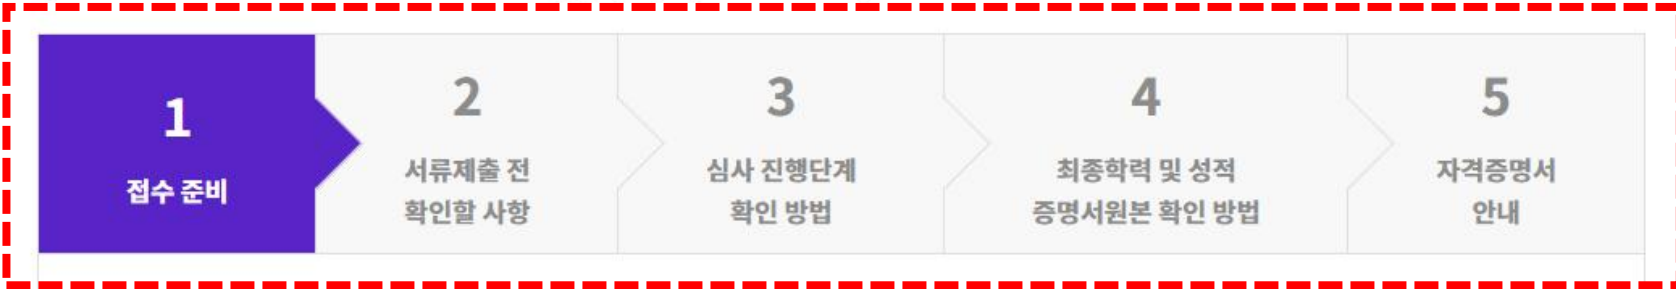 1
접수 준비
2
서류제출 전
확인할 사항
3
심사 진행단계
확인 방법
4
최종학력 및 성적
증명서원본 확인 방법
5
자격증명서
안내